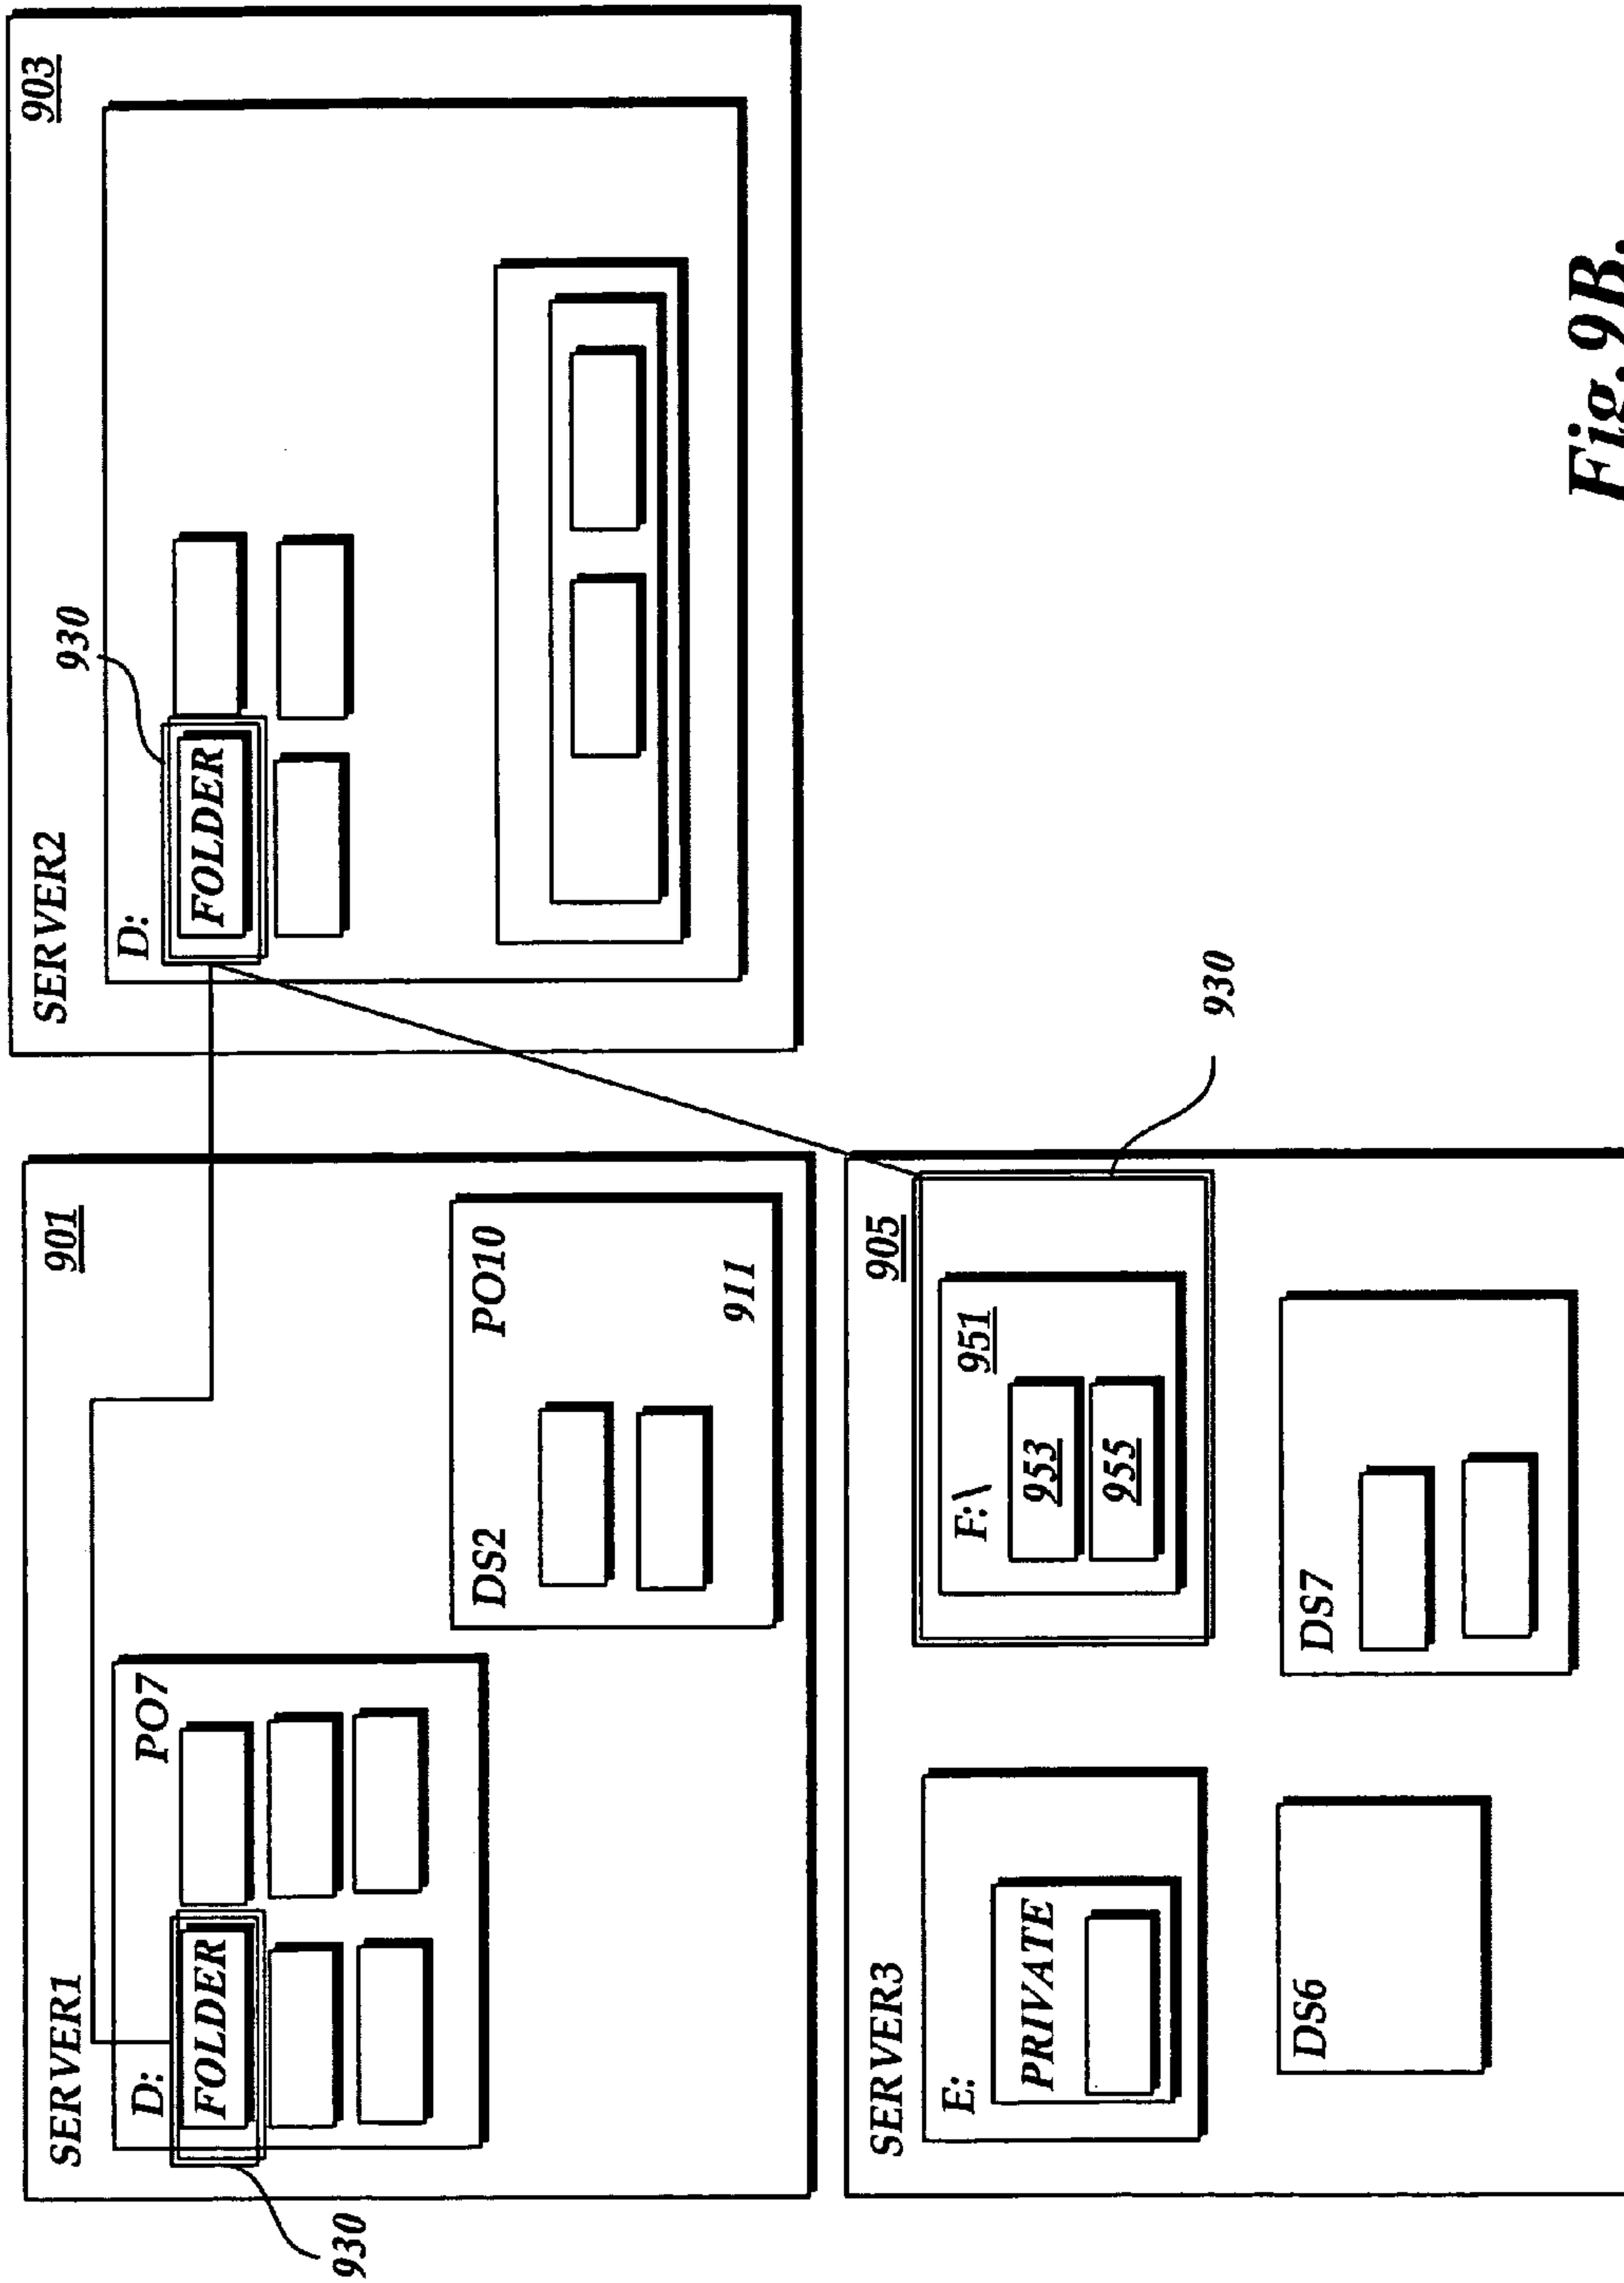 SERVER1
901
D:
PO7
FOLDER
930
DS2
PO10
911
SERVER2
903
930
D:
FOLDER
SERVER3
905
E:
PRIVATE
F:\
951
953
955
930
DS6
DS7
Fig.9B.